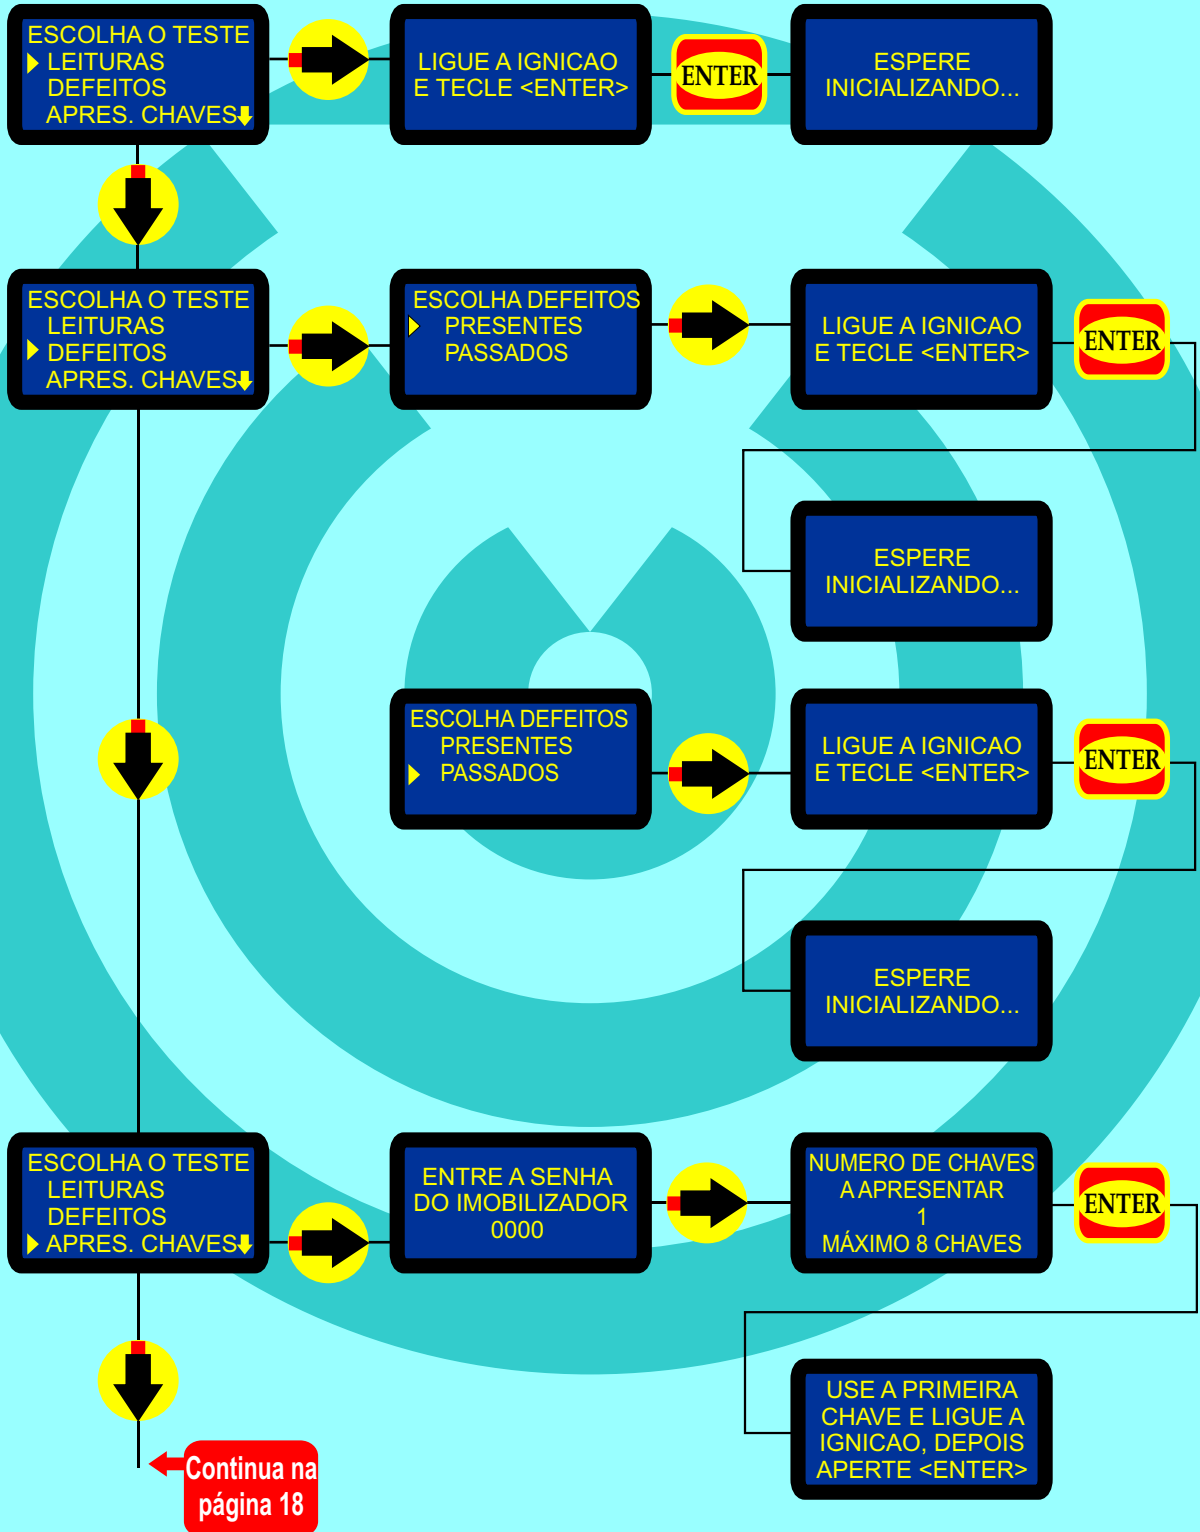 ESCOLHA O TESTE
LEITURAS
DEFEITOS
APRES. CHAVES
LIGUE A IGNICAO
E TECLE <ENTER>
ENTER
ESPERE
INICIALIZANDO...
ESCOLHA O TESTE
LEITURAS
DEFEITOS
APRES. CHAVES
ESCOLHA DEFEITOS
PRESENTES
PASSADOS
LIGUE A IGNICAO
E TECLE <ENTER>
ENTER
ESPERE
INICIALIZANDO...
ESCOLHA DEFEITOS
PRESENTES
PASSADOS
LIGUE A IGNICAO
E TECLE <ENTER>
ENTER
ESPERE
INICIALIZANDO...
ESCOLHA O TESTE
LEITURAS
DEFEITOS
APRES. CHAVES
ENTRE A SENHA
DO IMOBILIZADOR
0000
NUMERO DE CHAVES
A APRESENTAR
1
MÁXIMO 8 CHAVES
ENTER
USE A PRIMEIRA
CHAVE E LIGUE A
IGNICAO, DEPOIS
APERTE <ENTER>
Continua na
página 18